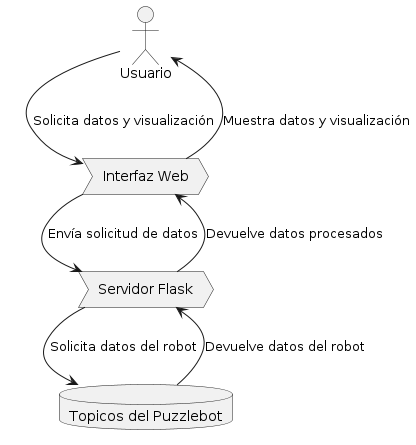 Usuario
Solicita datos y visualización
Muestra datos y visualización
Interfaz Web
Envía solicitud de datos
Devuelve datos procesados
Servidor Flask
Solicita datos del robot
Devuelve datos del robot
Topicos del Puzzlebot